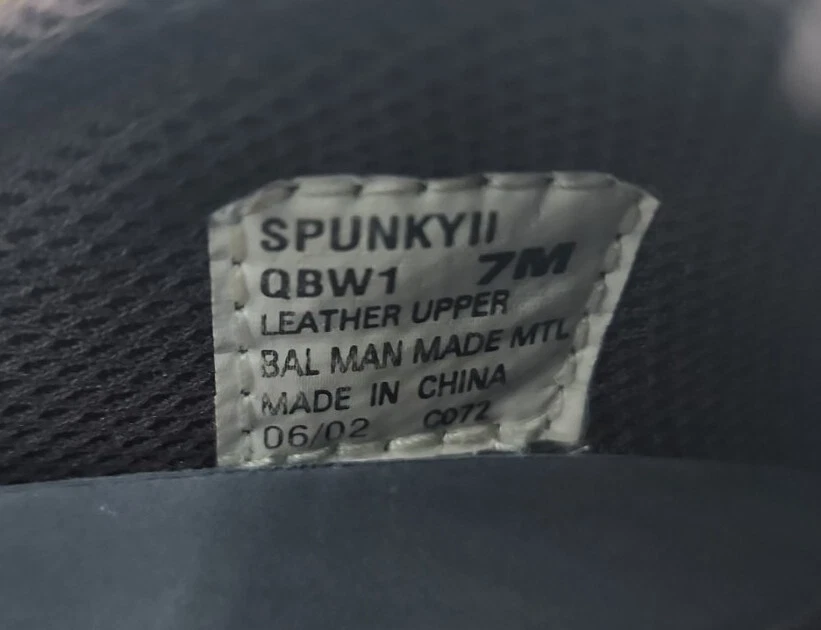 SPUNKYII
QBW1 7M
LEATHER UPPER
BAL MAN MADE MTL
MADE IN CHINA
06/02 C072